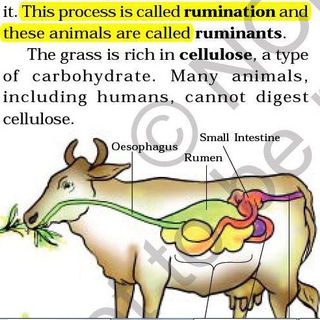 it. This process is called rumination and
these animals are called ruminants.
The grass is rich in cellulose, a type
of carbohydrate. Many animals,
including humans, cannot digest
cellulose.
Small Intestine
Oesophagus
Rumen